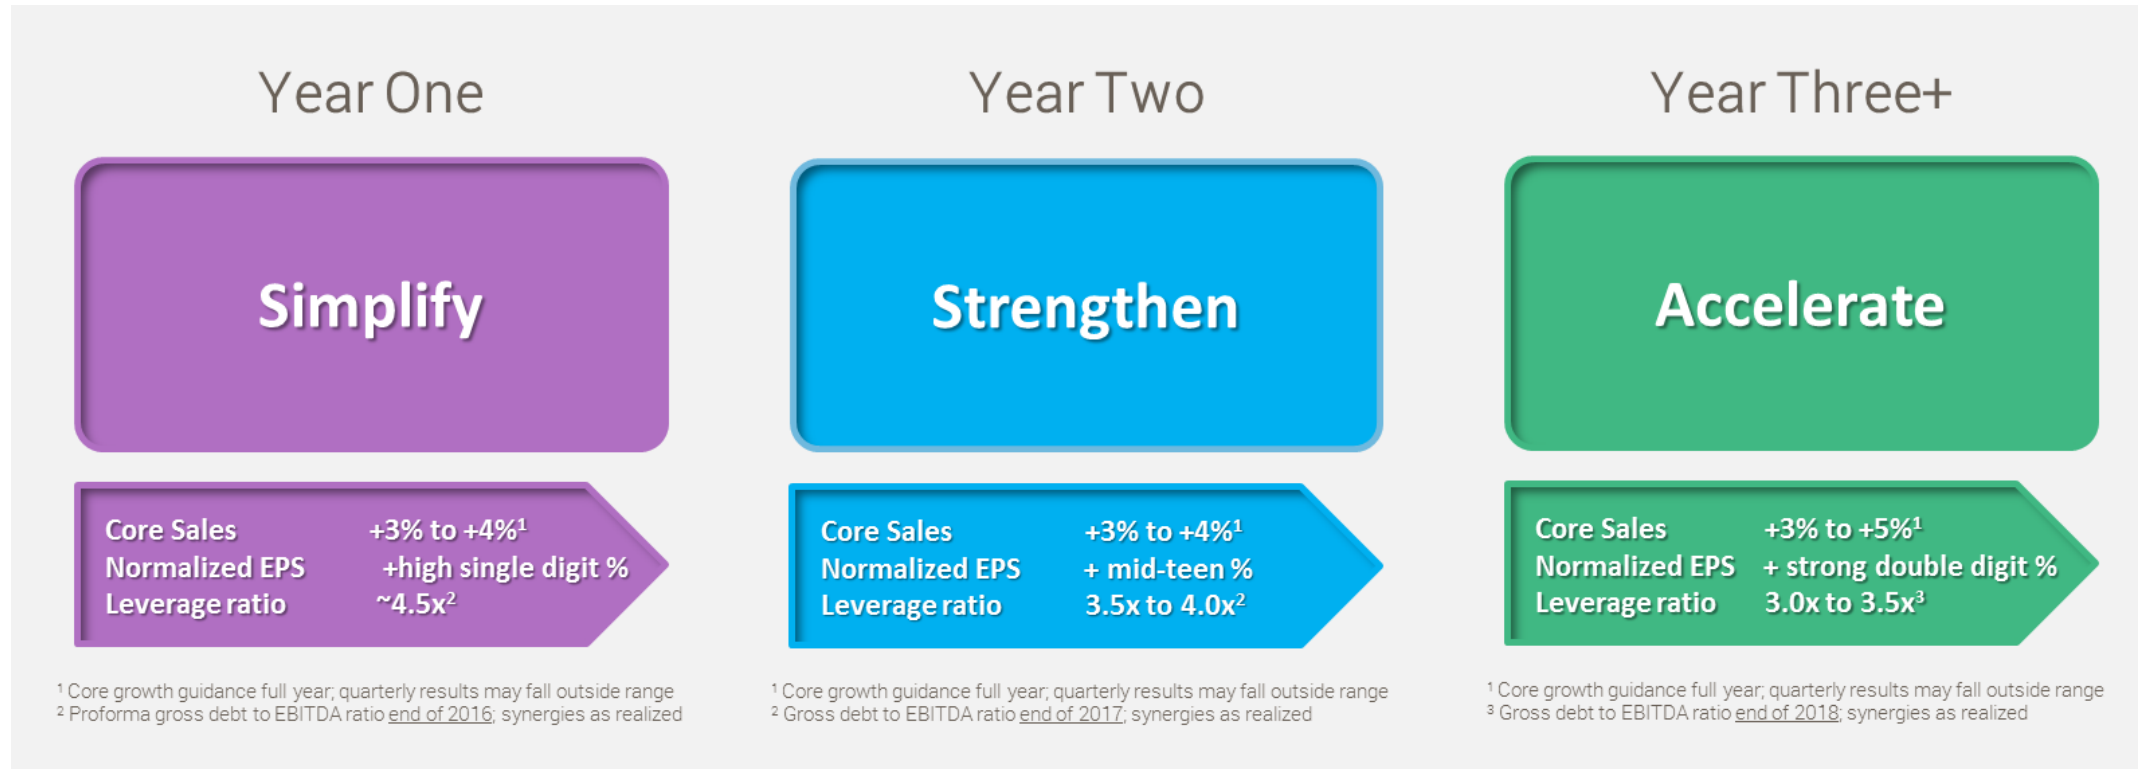 Year One
Simplify
Core Sales +3% to +4%¹
Normalized EPS +high single digit %
Leverage ratio ~4.5x²
¹ Core growth guidance full year; quarterly results may fall outside range
² Proforma gross debt to EBITDA ratio end of 2016; synergies as realized
Year Two
Strengthen
Core Sales +3% to +4%¹
Normalized EPS + mid-teen %
Leverage ratio 3.5x to 4.0x²
¹ Core growth guidance full year; quarterly results may fall outside range
² Gross debt to EBITDA ratio end of 2017; synergies as realized
Year Three+
Accelerate
Core Sales +3% to +5%¹
Normalized EPS + strong double digit %
Leverage ratio 3.0x to 3.5x³
¹ Core growth guidance full year; quarterly results may fall outside range
³ Gross debt to EBITDA ratio end of 2018; synergies as realized